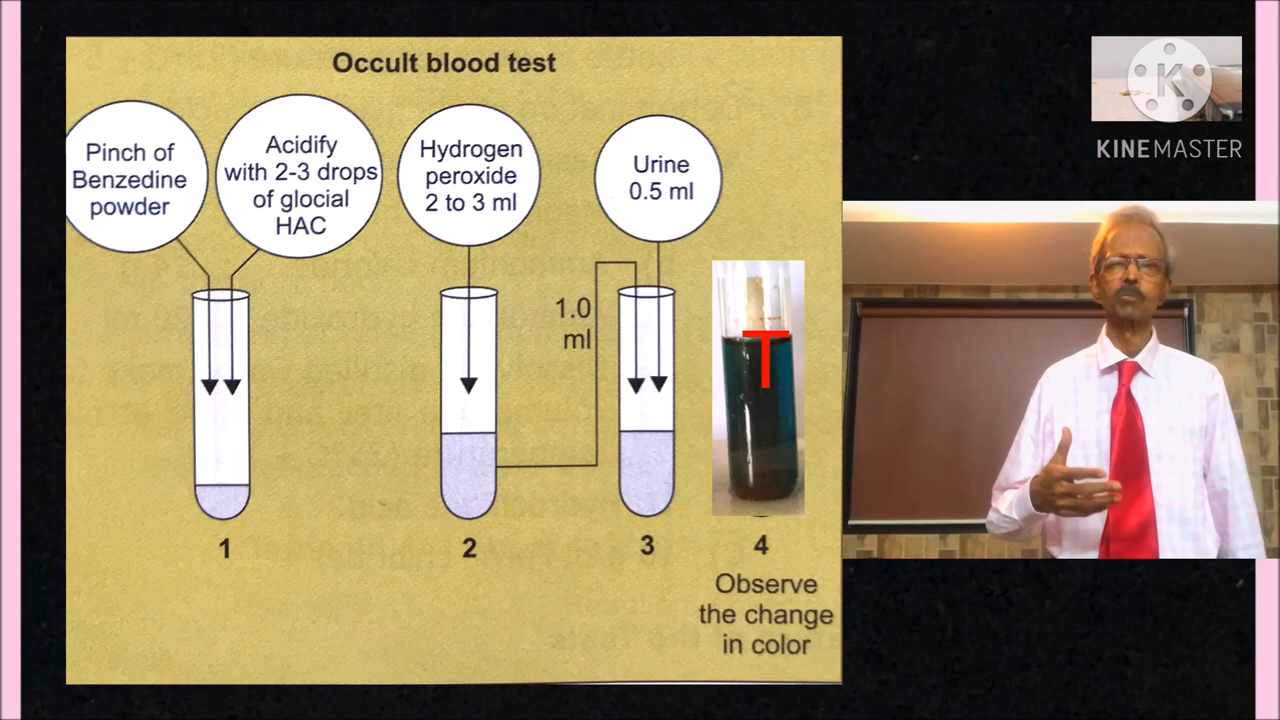 Occult blood test
Pinch of
Benzedine
powder
Acidify
with 2-3 drops
of glocial
HAC
Hydrogen
peroxide
2 to 3 ml
Urine
0.5 ml
1.0
ml
T
1
2
3
4
Observe
the change
in color
K
KINEMASTER